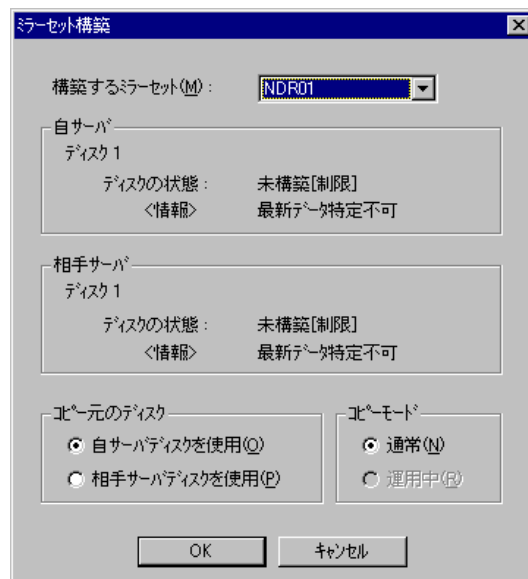 ﾐﾗｰｾｯﾄ構築
構築するﾐﾗｰｾｯﾄ(M) : NDR01
自ｻｰﾊﾞ
ﾃﾞｨｽｸ 1
ﾃﾞｨｽｸの状態 : 未構築[制限]
<情報> 最新ﾃﾞｰﾀ特定不可
相手ｻｰﾊﾞ
ﾃﾞｨｽｸ 1
ﾃﾞｨｽｸの状態 : 未構築[制限]
<情報> 最新ﾃﾞｰﾀ特定不可
ｺﾋﾟｰ元のﾃﾞｨｽｸ ｺﾋﾟｰﾓｰﾄﾞ
自ｻｰﾊﾞﾃﾞｨｽｸを使用(O) 通常(N)
相手ｻｰﾊﾞﾃﾞｨｽｸを使用(P) 運用中(R)
OK ｷｬﾝｾﾙ